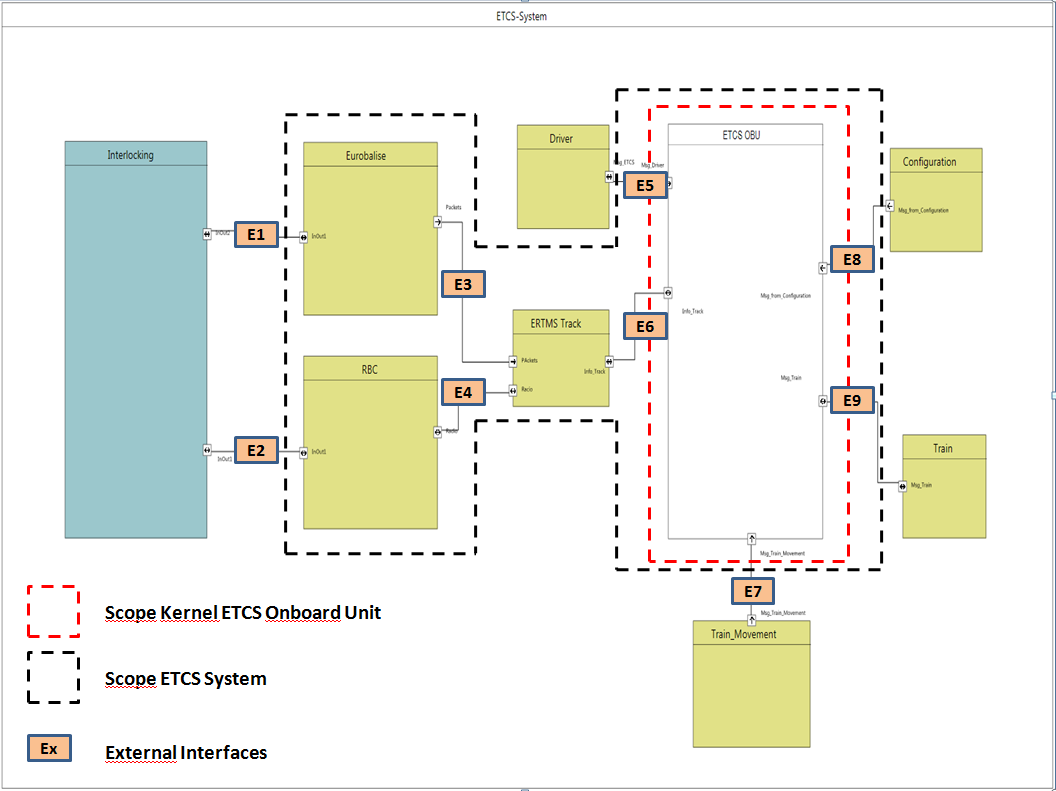 ETCS-System
Interlocking
InOut2
InOut1
E1
E2
Eurobalise
Packets
InOut1
RBC
Radio
InOut1
E3
E4
Driver
Msg_ETCS
Msg_Driver
E5
ERTMS Track
PAckets
Recio
Info_Track
E6
ETCS OBU
Info_Track
Msg_from_Configuration
Msg_Train
Msg_Train_Movement
E8
E9
Configuration
Msg_from_Configuration
Train
Msg_Train
E7
Msg_Train_Movement
Train_Movement
Scope Kernel ETCS Onboard Unit
Scope ETCS System
Ex
External Interfaces